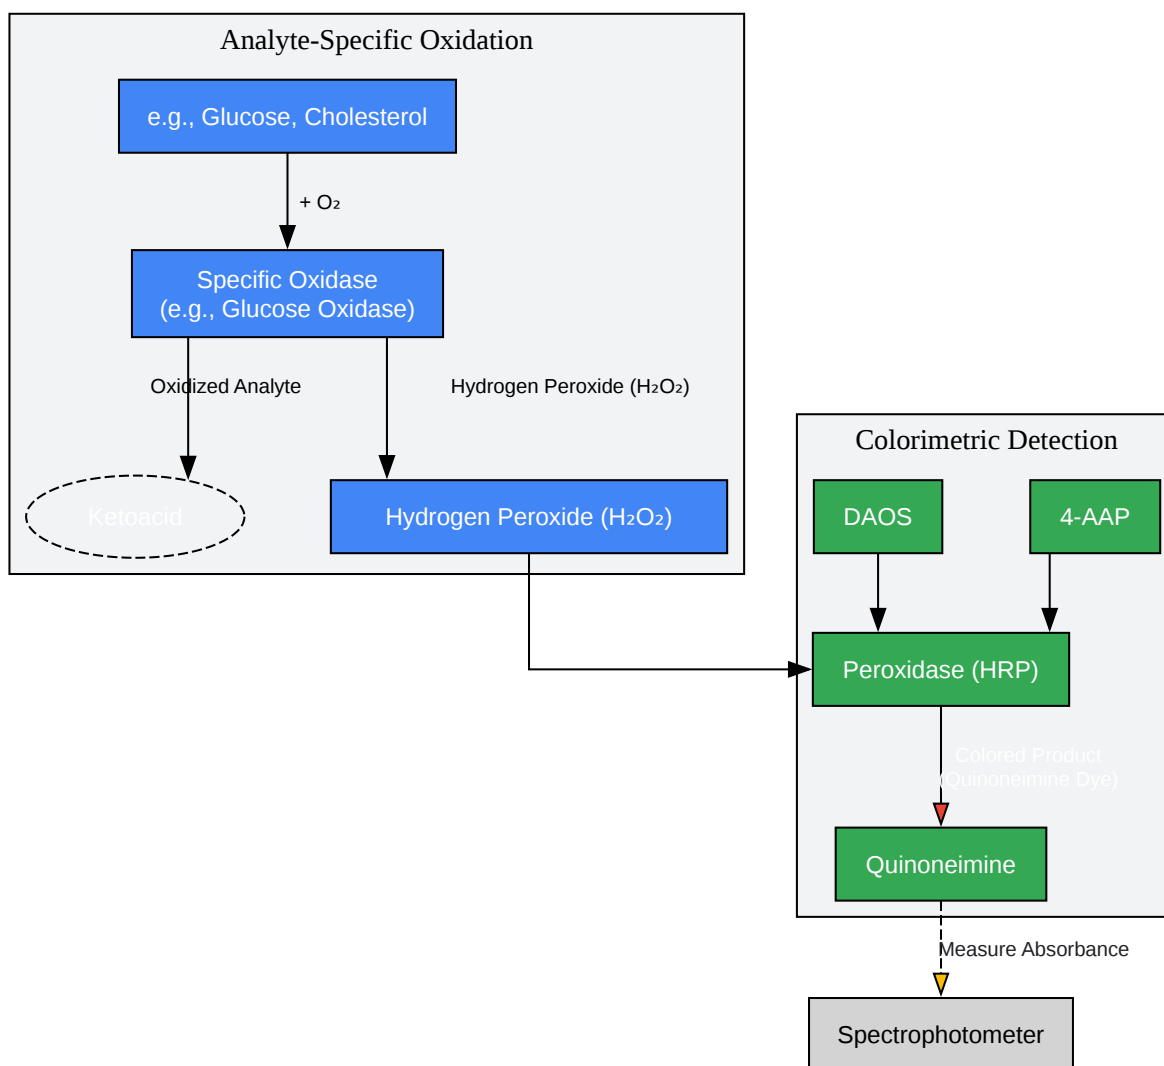 Analyte-Specific Oxidation
e.g., Glucose, Cholesterol
+ O₂
Specific Oxidase
(e.g., Glucose Oxidase)
Oxidized Analyte
Hydrogen Peroxide (H₂O₂)
Ketoacid
Hydrogen Peroxide (H₂O₂)
Colorimetric Detection
DAOS
4-AAP
Peroxidase (HRP)
Colored Product
(Quinoneimine Dye)
Quinoneimine
Measure Absorbance
Spectrophotometer